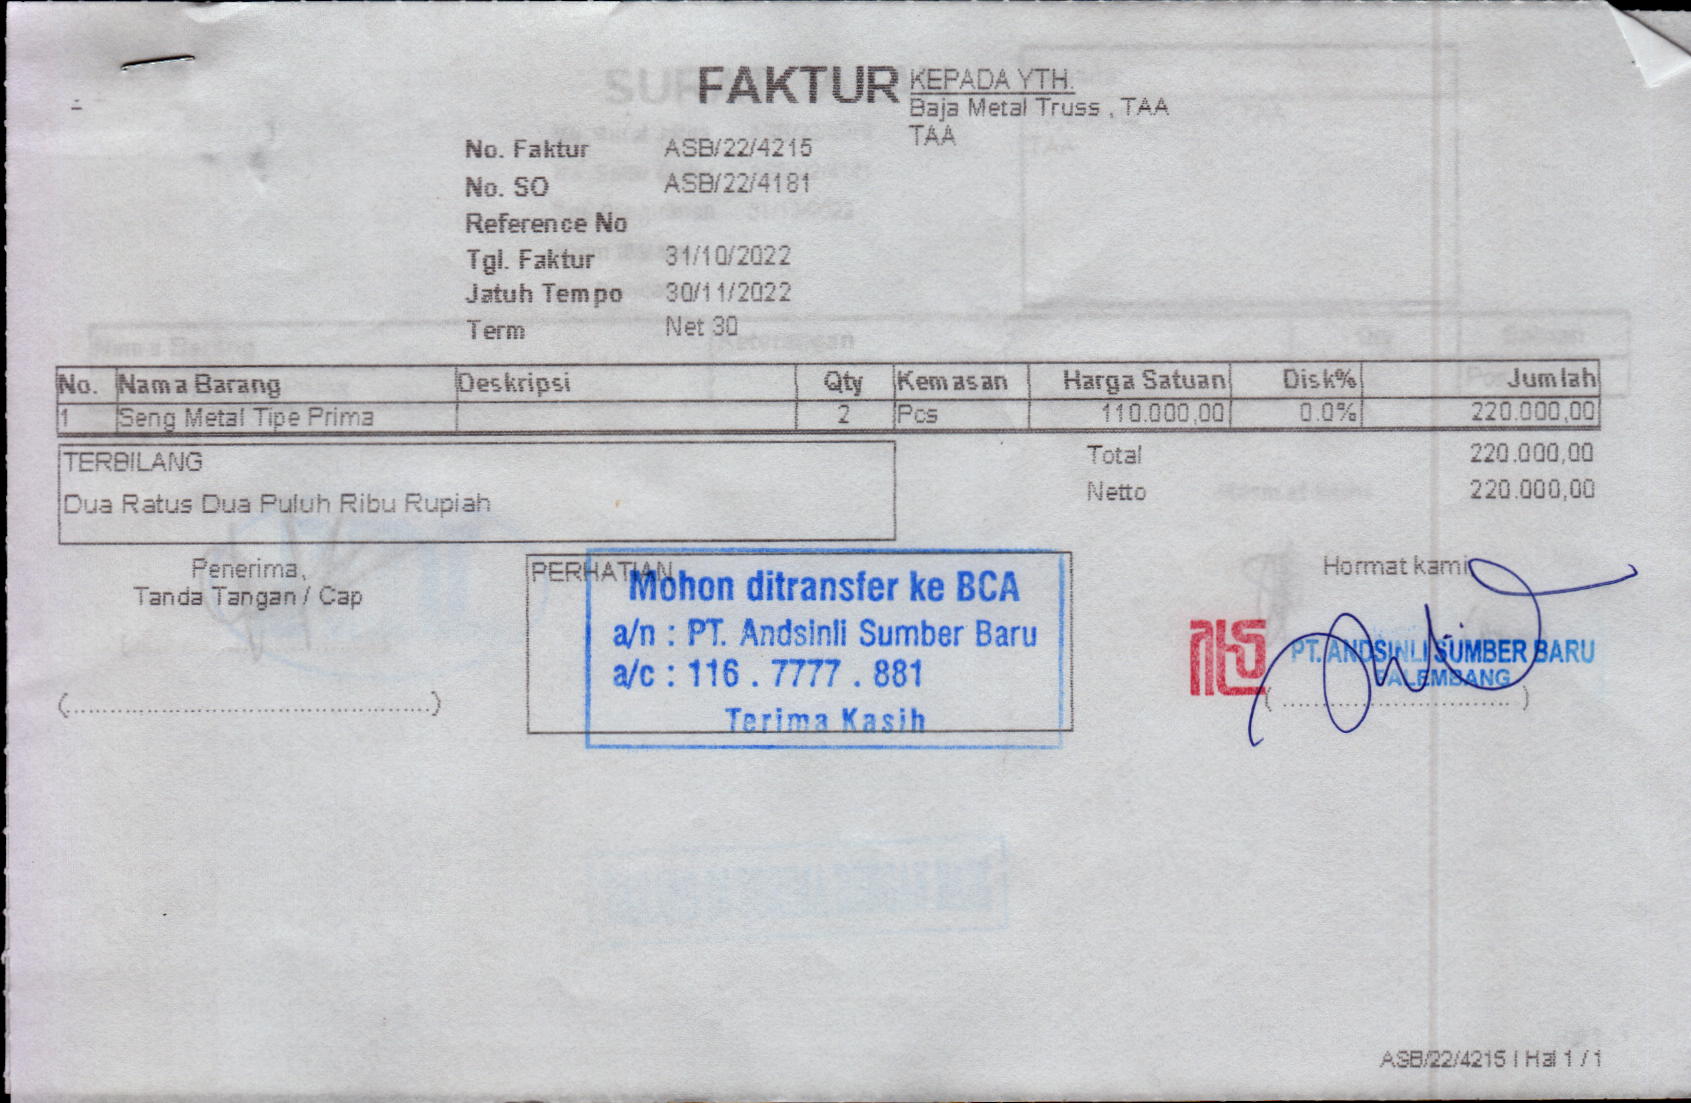 FAKTUR
KEPADA YTH.
Baja Metal Truss , TAA
TAA
No. Faktur ASB/22/4215
No. SO ASB/22/4181
Reference No
Tgl. Faktur 31/10/2022
Jatuh Tempo 30/11/2022
Term Net 30
No. Nama Barang Deskripsi Qty Kemasan Harga Satuan Disk% Jumlah
1 Seng Metal Tipe Prima 2 Pcs 110.000,00 0.0% 220.000,00
TERBILANG
Dua Ratus Dua Puluh Ribu Rupiah
Total 220.000,00
Netto 220.000,00
Penerima,
Tanda Tangan / Cap
(.................................................)
PERHATIAN
Mohon ditransfer ke BCA
a/n : PT. Andsinli Sumber Baru
a/c : 116 . 7777 . 881
Terima Kasih
Hormat kami
PT. ANDSINLI SUMBER BARU
PALEMBANG
( .................................. )
ASB/22/4215 | Hal 1 / 1